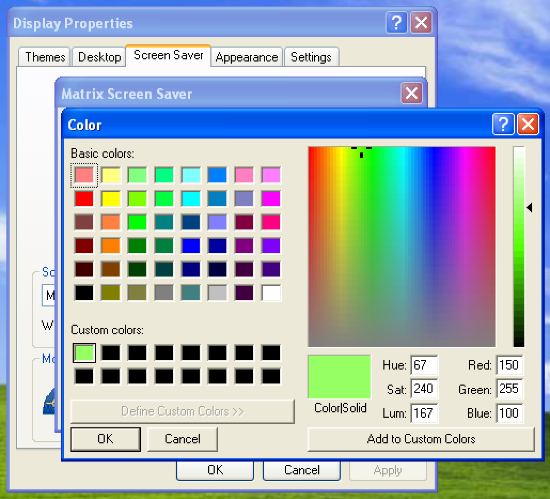 Display Properties
Themes Desktop Screen Saver Appearance Settings
Matrix Screen Saver
Color
Basic colors:
Sc
M
W
Custom colors:
Mo
Define Custom Colors >>
OK Cancel
Color|Solid
Hue: 67 Red: 150
Sat: 240 Green: 255
Lum: 167 Blue: 100
Add to Custom Colors
OK Cancel Apply